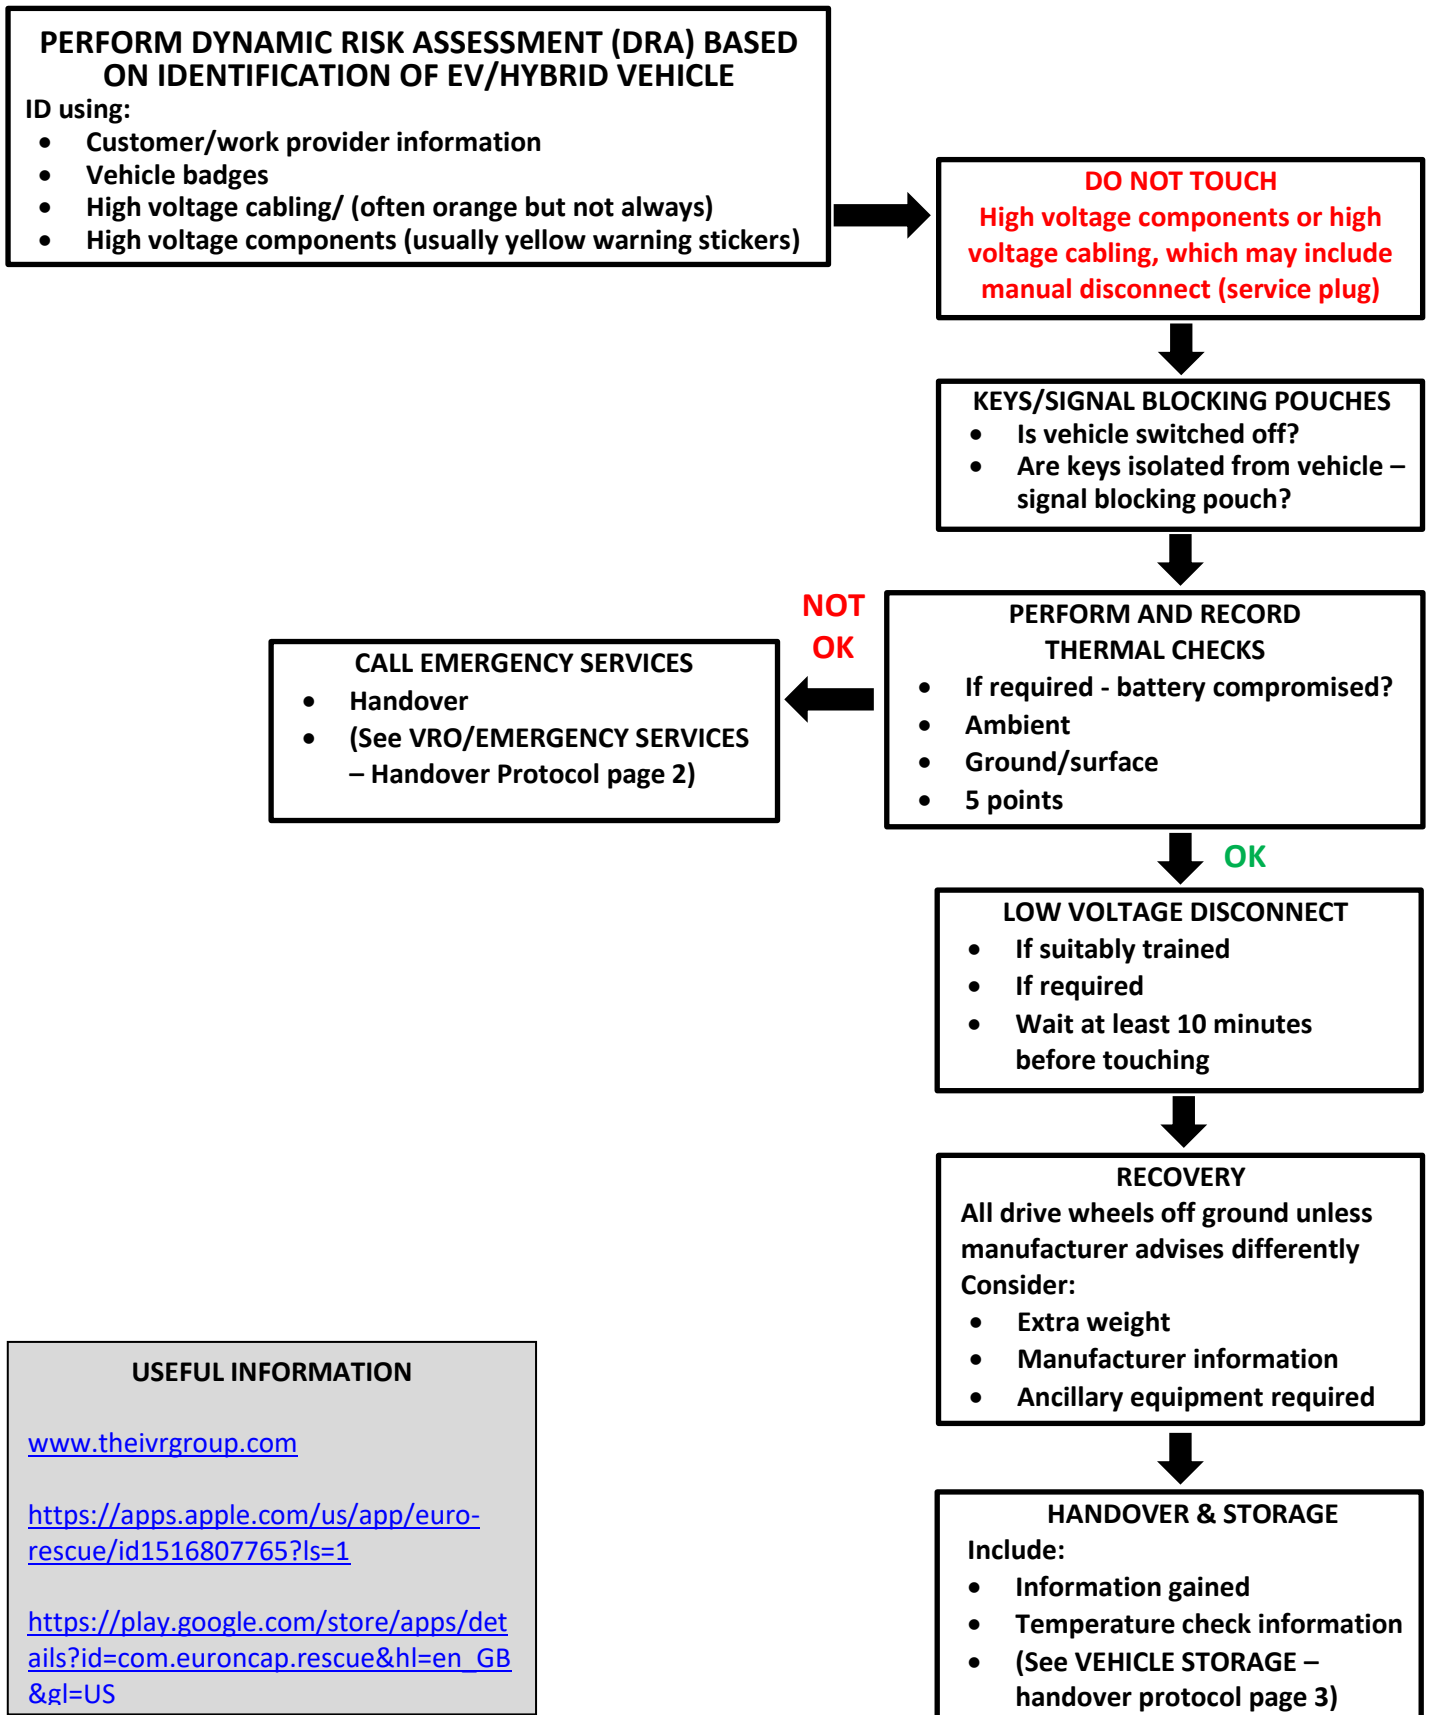 PERFORM DYNAMIC RISK ASSESSMENT (DRA) BASED
ON IDENTIFICATION OF EV/HYBRID VEHICLE
ID using:
• Customer/work provider information
• Vehicle badges
• High voltage cabling/ (often orange but not always)
• High voltage components (usually yellow warning stickers)
DO NOT TOUCH
High voltage components or high
voltage cabling, which may include
manual disconnect (service plug)
KEYS/SIGNAL BLOCKING POUCHES
• Is vehicle switched off?
• Are keys isolated from vehicle –
signal blocking pouch?
PERFORM AND RECORD
THERMAL CHECKS
• If required - battery compromised?
• Ambient
• Ground/surface
• 5 points
NOT
OK
CALL EMERGENCY SERVICES
• Handover
• (See VRO/EMERGENCY SERVICES
– Handover Protocol page 2)
OK
LOW VOLTAGE DISCONNECT
• If suitably trained
• If required
• Wait at least 10 minutes
before touching
RECOVERY
All drive wheels off ground unless
manufacturer advises differently
Consider:
• Extra weight
• Manufacturer information
• Ancillary equipment required
HANDOVER & STORAGE
Include:
• Information gained
• Temperature check information
• (See VEHICLE STORAGE –
handover protocol page 3)
USEFUL INFORMATION
www.theivrgroup.com
https://apps.apple.com/us/app/euro-
rescue/id1516807765?ls=1
https://play.google.com/store/apps/det
ails?id=com.euroncap.rescue&hl=en_GB
&gl=US